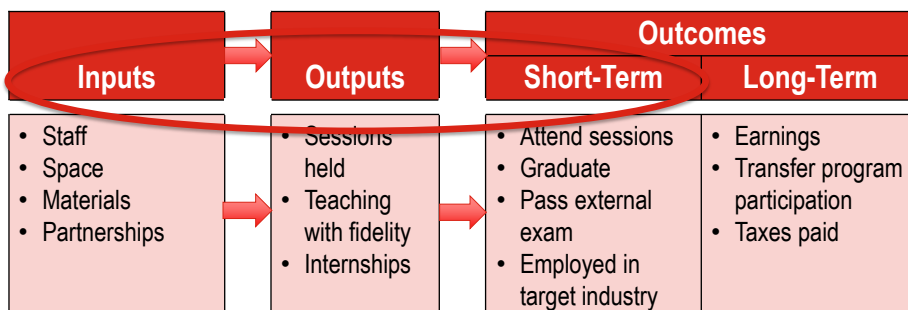 Outcomes
Inputs
Outputs
Short-Term
Long-Term
• Staff
• Space
• Materials
• Partnerships
• Sessions
held
• Teaching
with fidelity
• Internships
• Attend sessions
• Graduate
• Pass external
exam
• Employed in
target industry
• Earnings
• Transfer program
participation
• Taxes paid